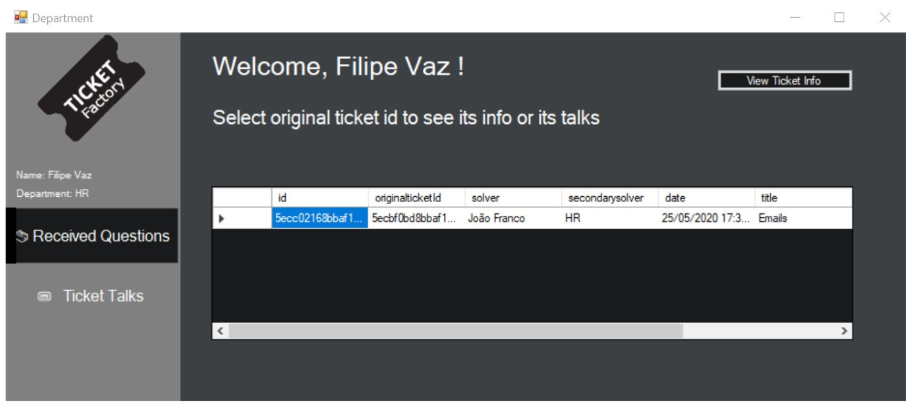 Department
TICKET
Factory
Welcome, Filipe Vaz !
View Ticket Info
Select original ticket id to see its info or its talks
Name: Filipe Vaz
Department: HR
Received Questions
Ticket Talks
id originalticketId solver secondarysolver date title
5ecc02168bbaf1... 5ecbf0bd8bbaf1... João Franco HR 25/05/2020 17:3... Emails